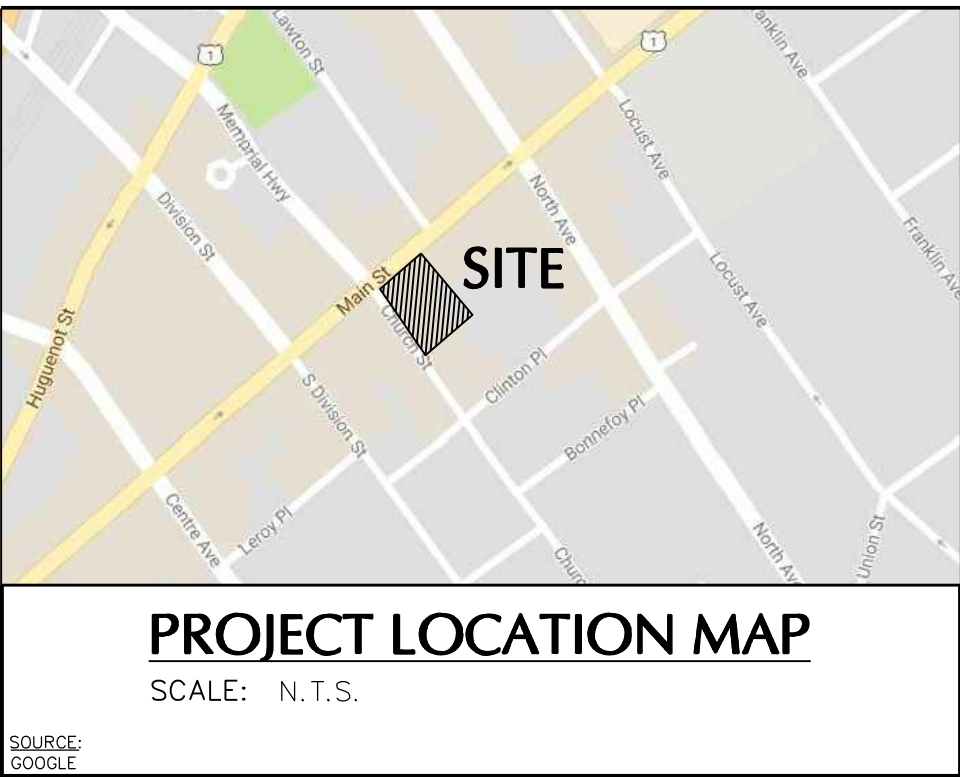 Lawton St
1
1
Franklin Ave
Memorial Hwy
Locust Ave
Division St
North Ave
Franklin Ave
SITE
Main St
Locust Ave
Church St
Huguenot St
Clinton Pl
S Division St
Bonnefoy Pl
Centre Ave
Leroy Pl
Churc
North Ave
Union St
PROJECT LOCATION MAP
SCALE: N.T.S.
SOURCE:
GOOGLE